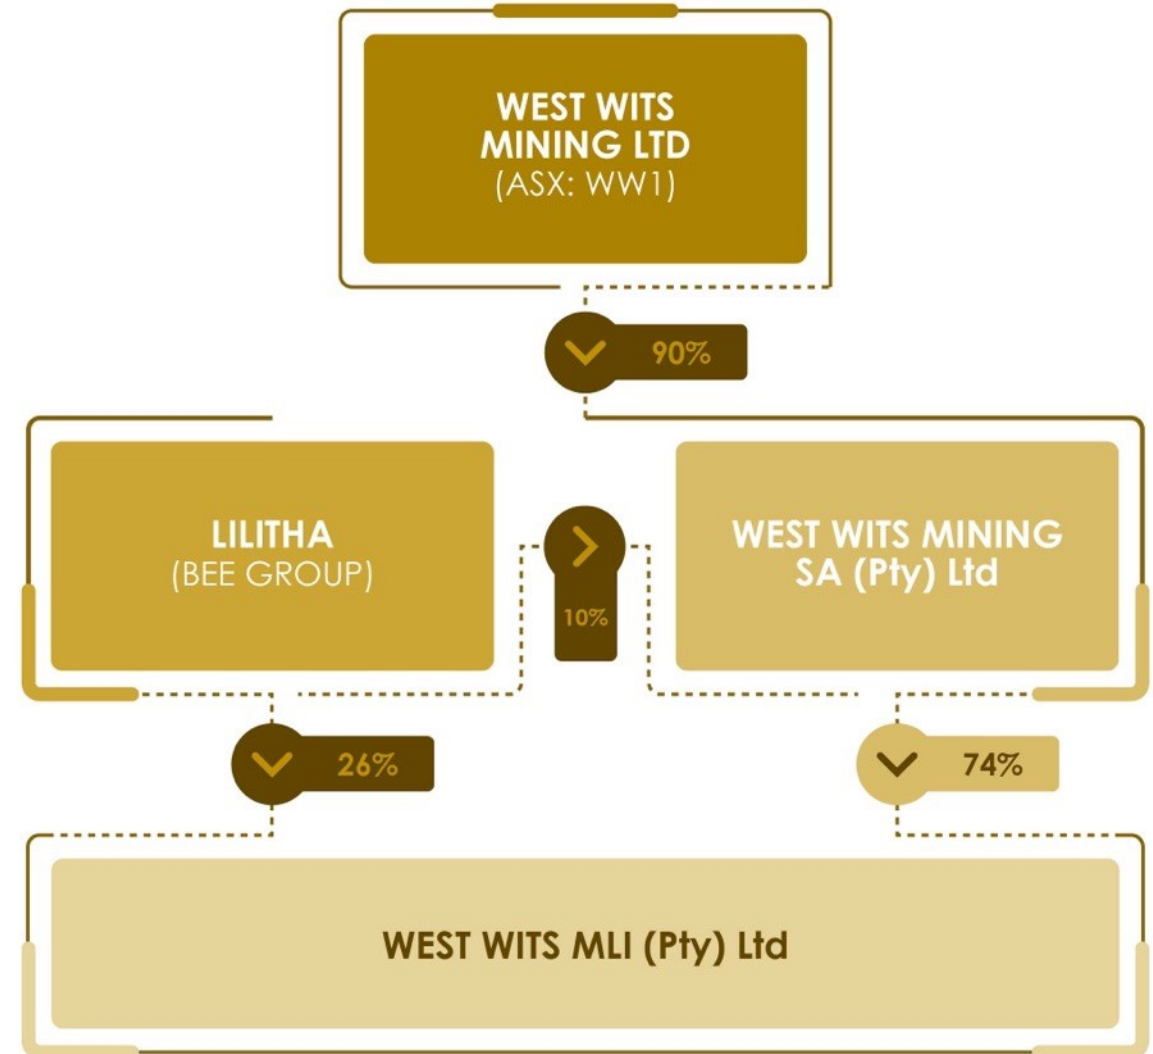 WEST WITS
MINING LTD
(ASX: WW1)
90%
LILITHA
(BEE GROUP)
10%
WEST WITS MINING
SA (Pty) Ltd
26%
74%
WEST WITS MLI (Pty) Ltd